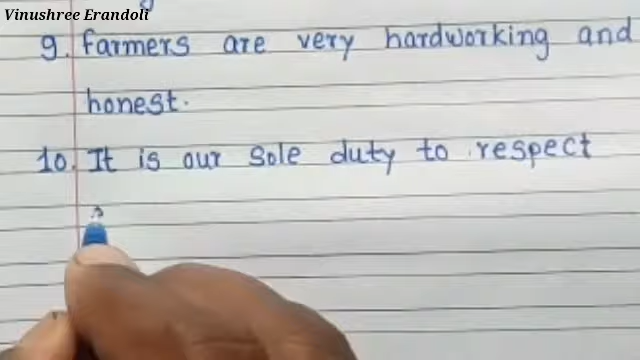 Vinushree Erandoli
9. farmers are very hardworking and
honest.
10. It is our sole duty to respect